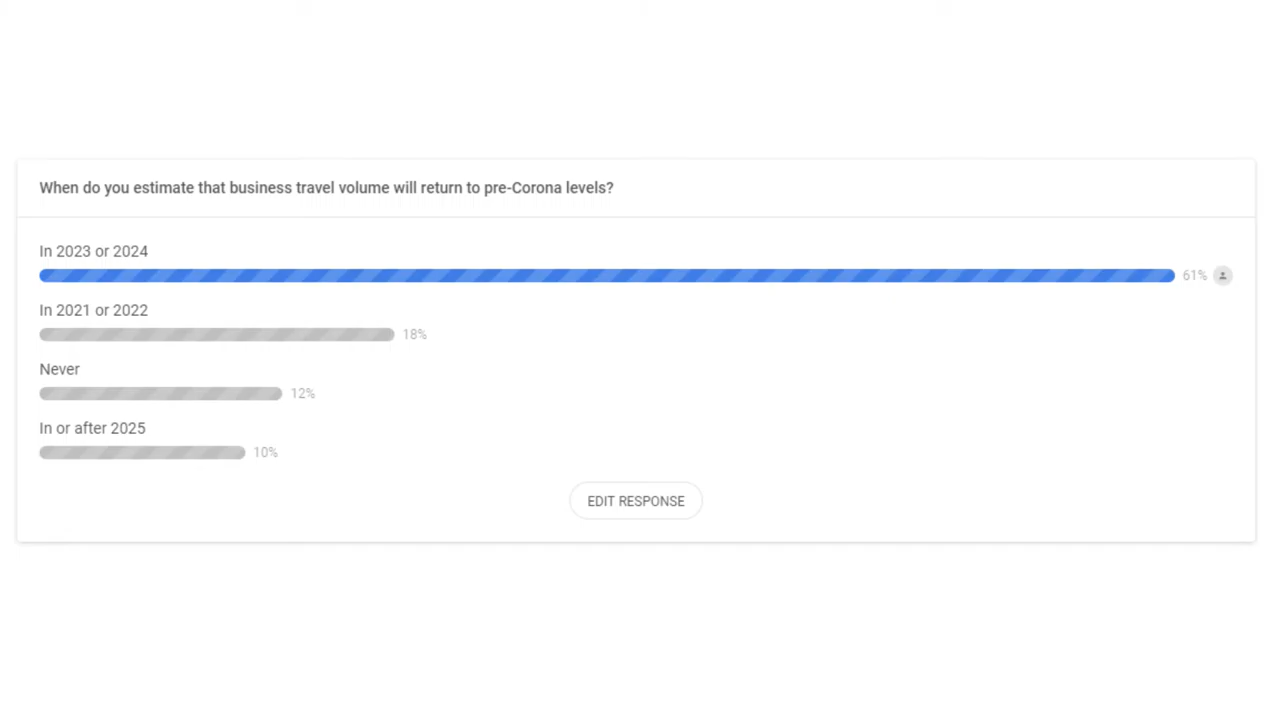 When do you estimate that business travel volume will return to pre-Corona levels?
In 2023 or 2024
61%
In 2021 or 2022
18%
Never
12%
In or after 2025
10%
EDIT RESPONSE